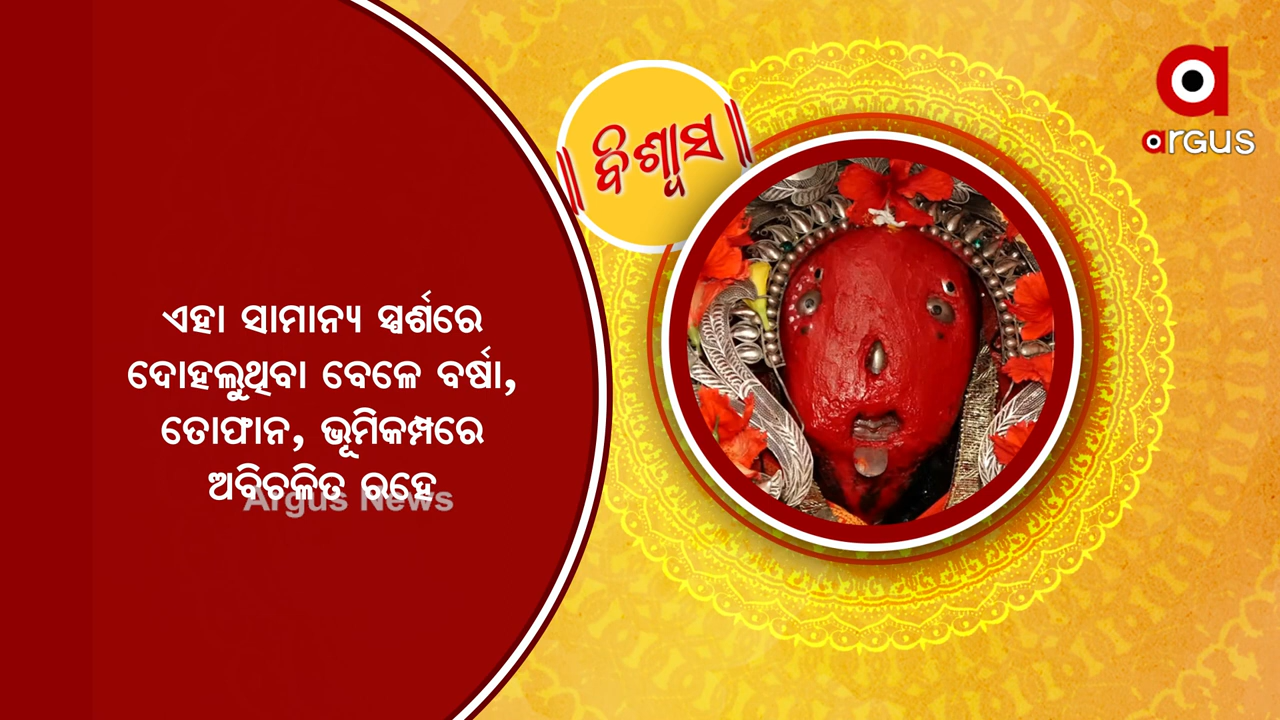 ॥ ବିଶ୍ୱାସ ॥
argus
ଏହା ସାମାନ୍ୟ ସ୍ପର୍ଶରେ
ଦୋହଲୁଥିବା ବେଳେ ବର୍ଷା,
ତୋଫାନ, ଭୂମିକମ୍ପରେ
ଅବିଚଳିତ ରହେ
Argus News